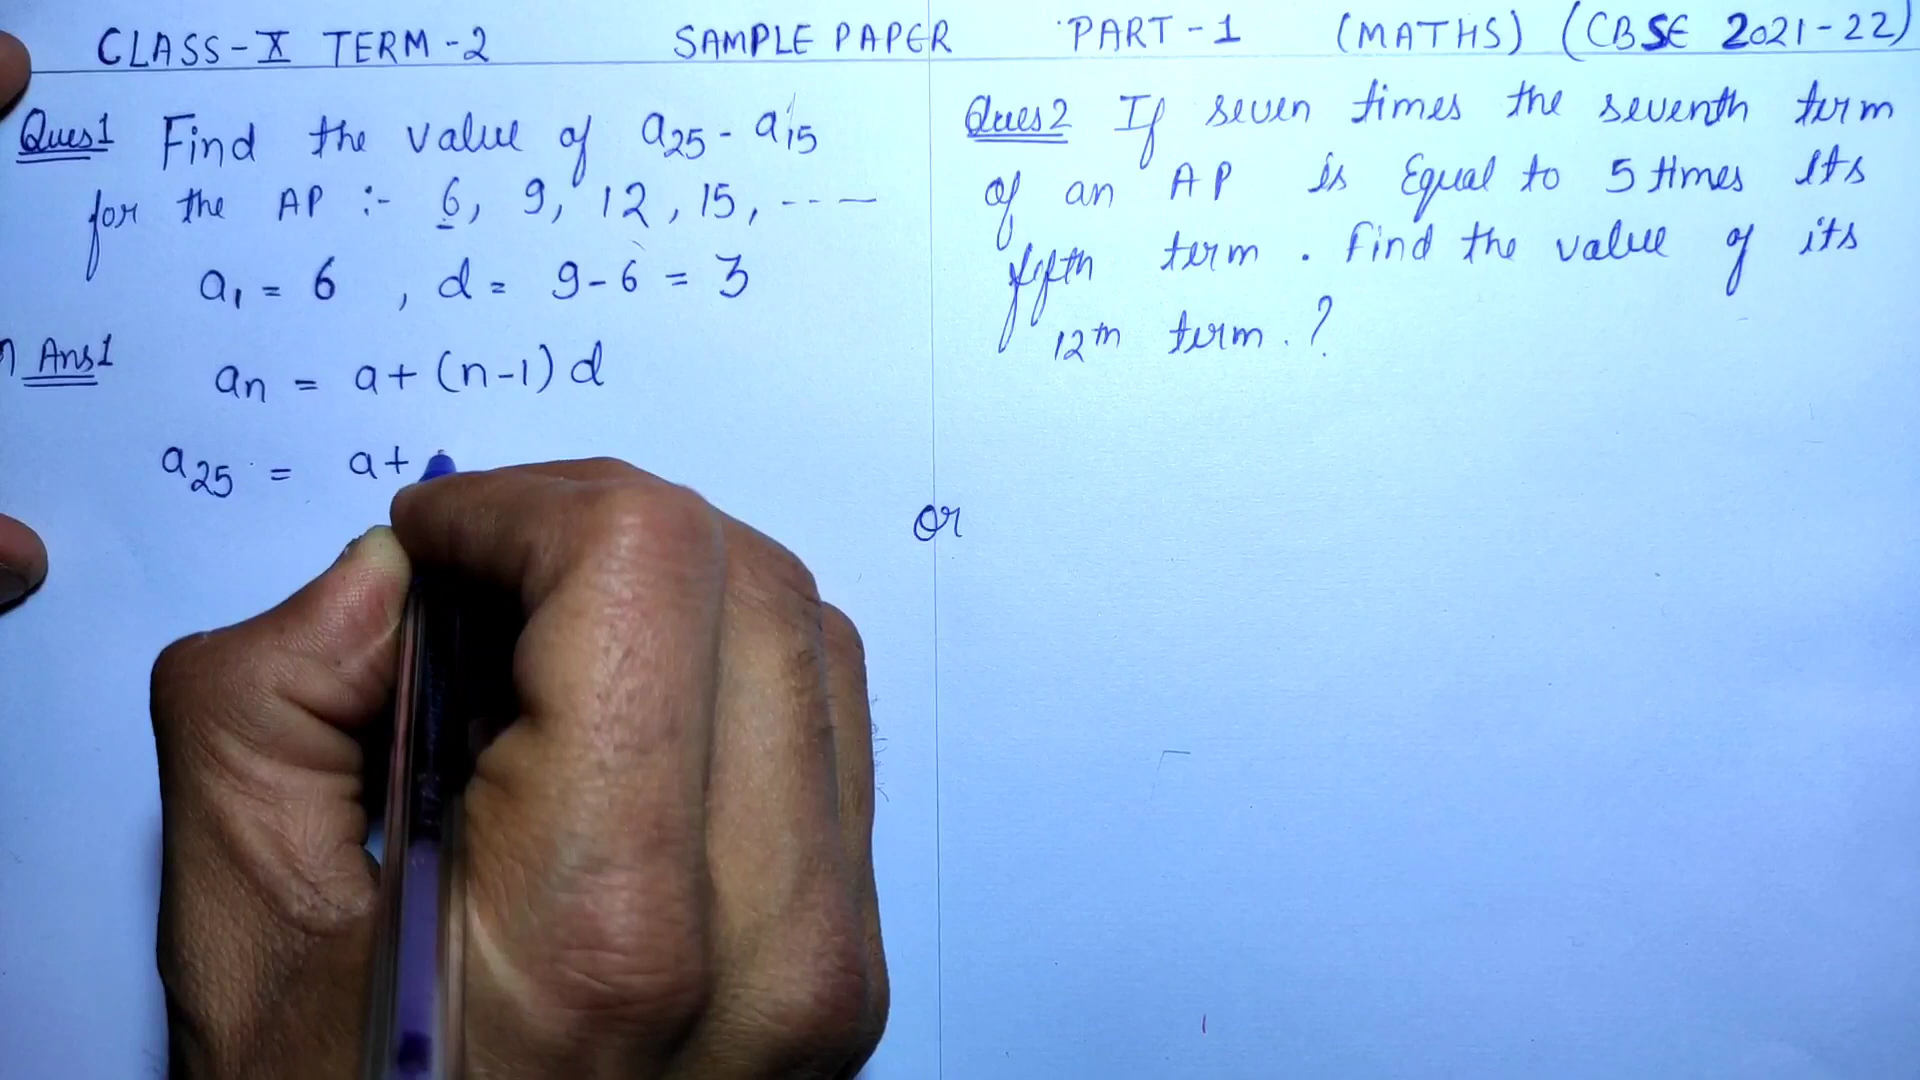 CLASS-X TERM-2 SAMPLE PAPER PART-1 (MATHS) (CBSE 2021-22)
Ques1 Find the value of a25 - a15
for the AP :- 6, 9, 12, 15, ----
a1 = 6 , d = 9-6 = 3
Ans1
an = a+(n-1)d
a25 = a+
or
Ques2 If seven times the seventh term
of an AP is Equal to 5 times its
fifth term. Find the value of its
12th term.?